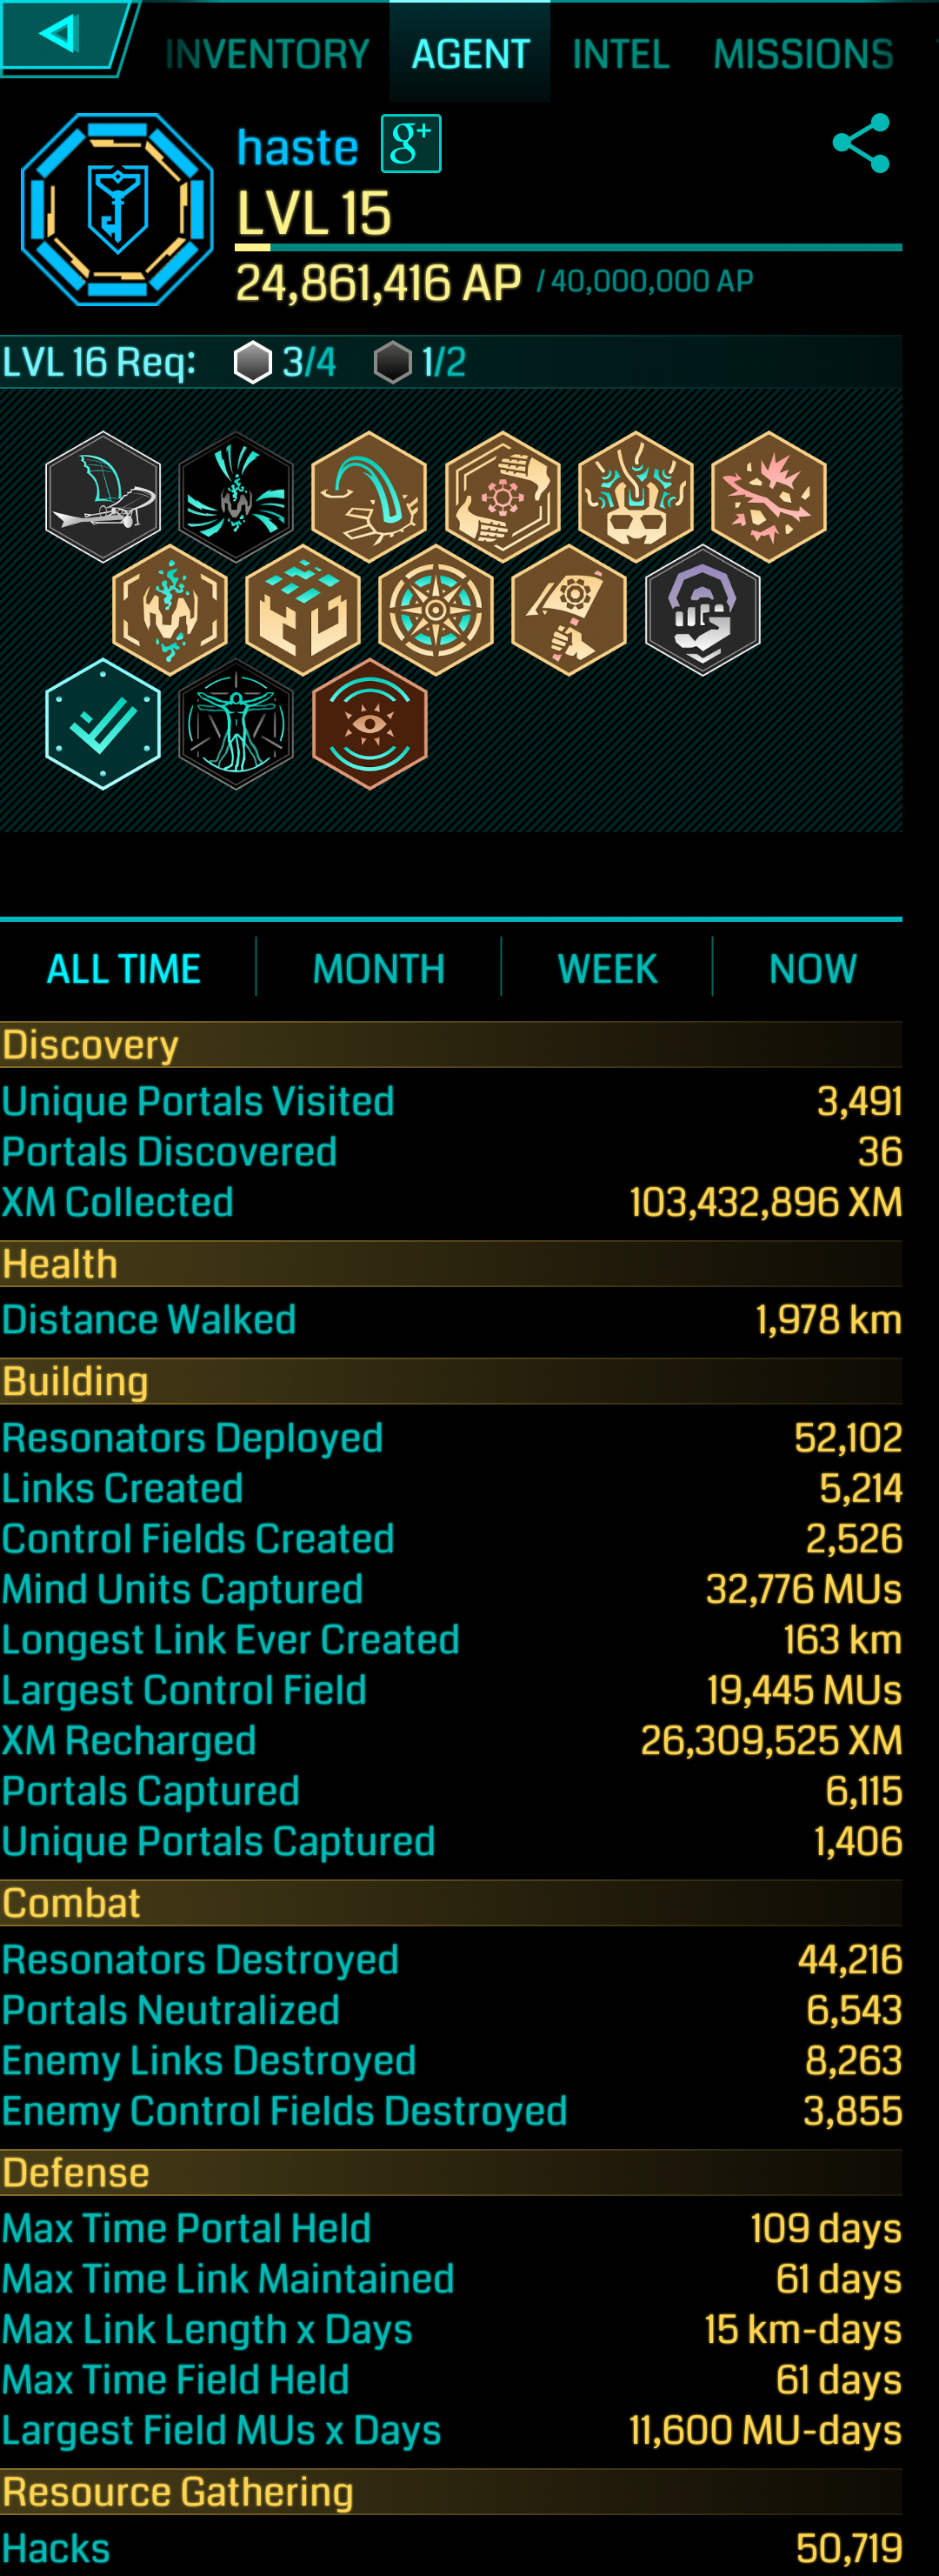 INVENTORY AGENT INTEL MISSIONS
haste g+
LVL 15
24,861,416 AP / 40,000,000 AP
LVL 16 Req: 3/4 1/2
ALL TIME MONTH WEEK NOW
Discovery
Unique Portals Visited 3,491
Portals Discovered 36
XM Collected 103,432,896 XM
Health
Distance Walked 1,978 km
Building
Resonators Deployed 52,102
Links Created 5,214
Control Fields Created 2,526
Mind Units Captured 32,776 MUs
Longest Link Ever Created 163 km
Largest Control Field 19,445 MUs
XM Recharged 26,309,525 XM
Portals Captured 6,115
Unique Portals Captured 1,406
Combat
Resonators Destroyed 44,216
Portals Neutralized 6,543
Enemy Links Destroyed 8,263
Enemy Control Fields Destroyed 3,855
Defense
Max Time Portal Held 109 days
Max Time Link Maintained 61 days
Max Link Length x Days 15 km-days
Max Time Field Held 61 days
Largest Field MUs x Days 11,600 MU-days
Resource Gathering
Hacks 50,719